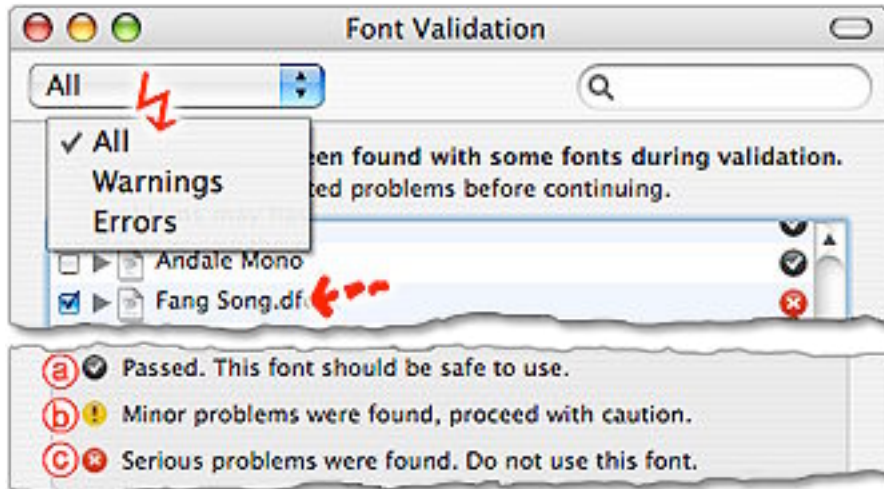 Font Validation
All
✓ All
Warnings
Errors
een found with some fonts during validation.
ted problems before continuing.
Andale Mono
Fang Song.df
a Passed. This font should be safe to use.
b Minor problems were found, proceed with caution.
c Serious problems were found. Do not use this font.